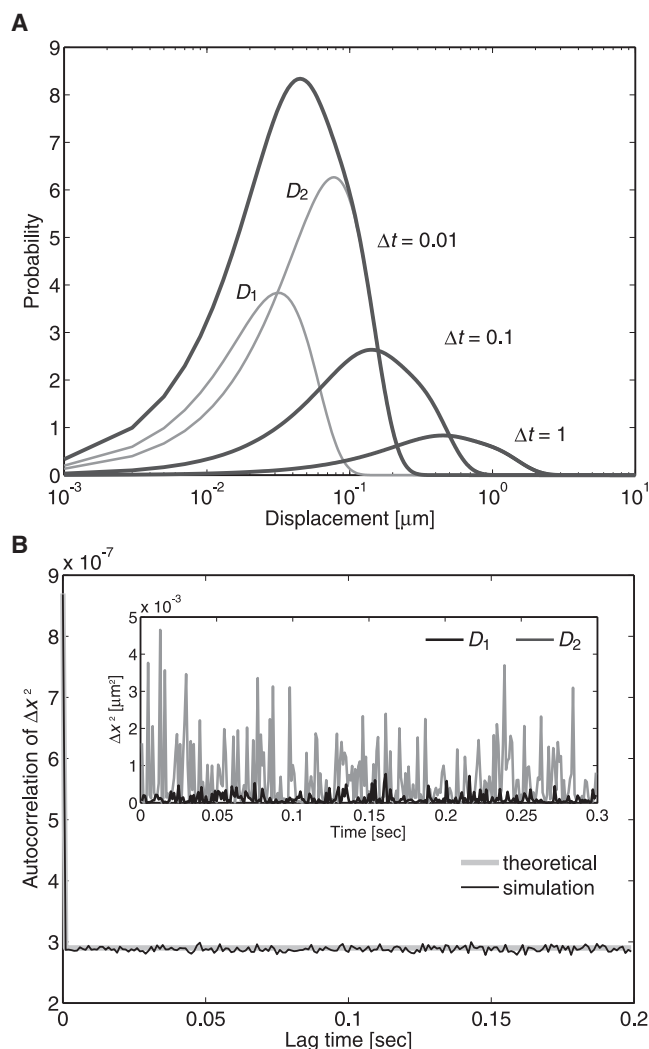 A
9
8
7
6
5
4
3
2
1
0
Probability
D₂
D₁
Δt = 0.01
Δt = 0.1
Δt = 1
10⁻³ 10⁻² 10⁻¹ 10⁰ 10¹
Displacement [μm]
B
x 10⁻⁷
9
8
7
6
5
4
3
2
Autocorrelation of Δx²
x 10⁻³
5
4
3
2
1
0
Δx² [μm²]
D₁ D₂
0 0.05 0.10 0.15 0.2 0.25 0.3
Time [sec]
theoretical
simulation
0 0.05 0.1 0.15 0.2
Lag time [sec]